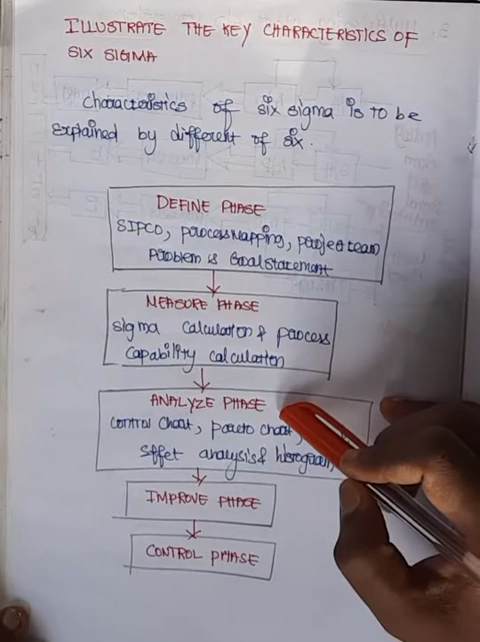 ILLUSTRATE THE KEY CHARACTERISTICS OF
SIX SIGMA
Characteristics of six sigma is to be
explained by different of six.
DEFINE PHASE
SIPCO, process Mapping, project team
Problem is Goal statement
MEASURE PHASE
Sigma calculation & process
Capability calculation
ANALYZE PHASE
Control chart, pareto chart,
analysis & histogram
IMPROVE PHASE
CONTROL PHASE